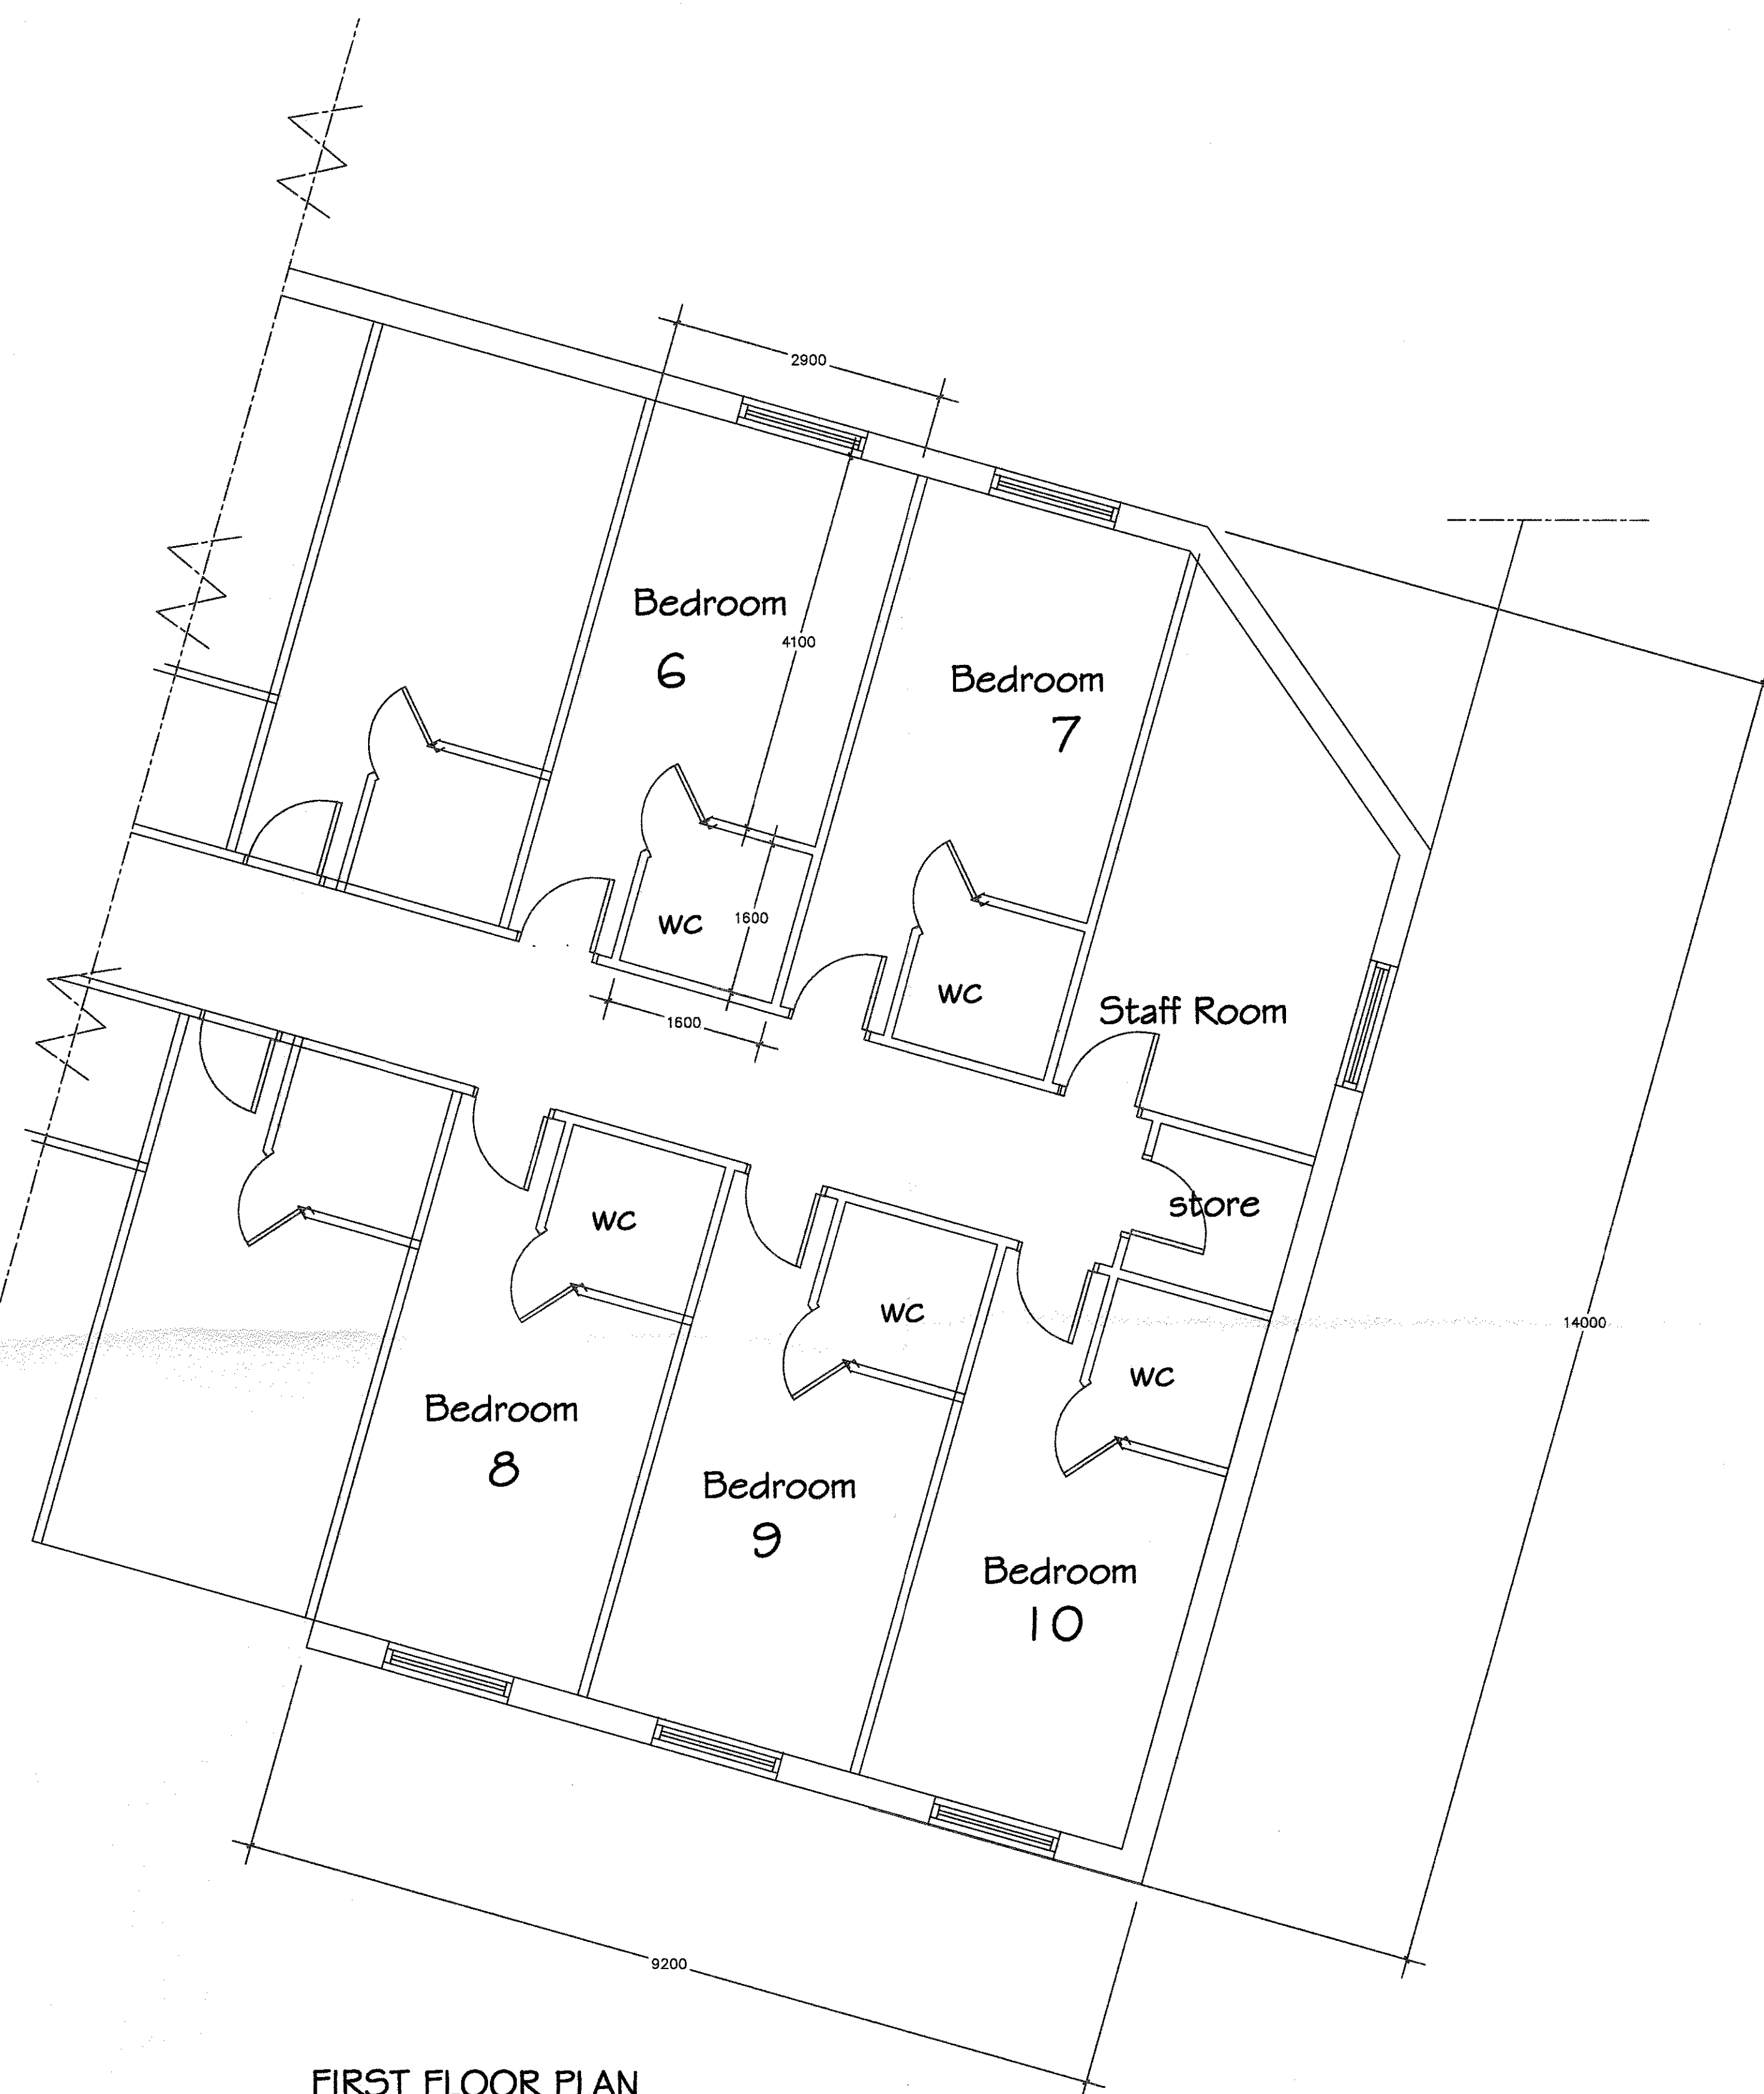 2900
Bedroom
6
4100
Bedroom
7
WC
1600
1600
WC
Staff Room
store
WC
WC
WC
14000
Bedroom
8
Bedroom
9
Bedroom
10
9200
FIRST FLOOR PLAN